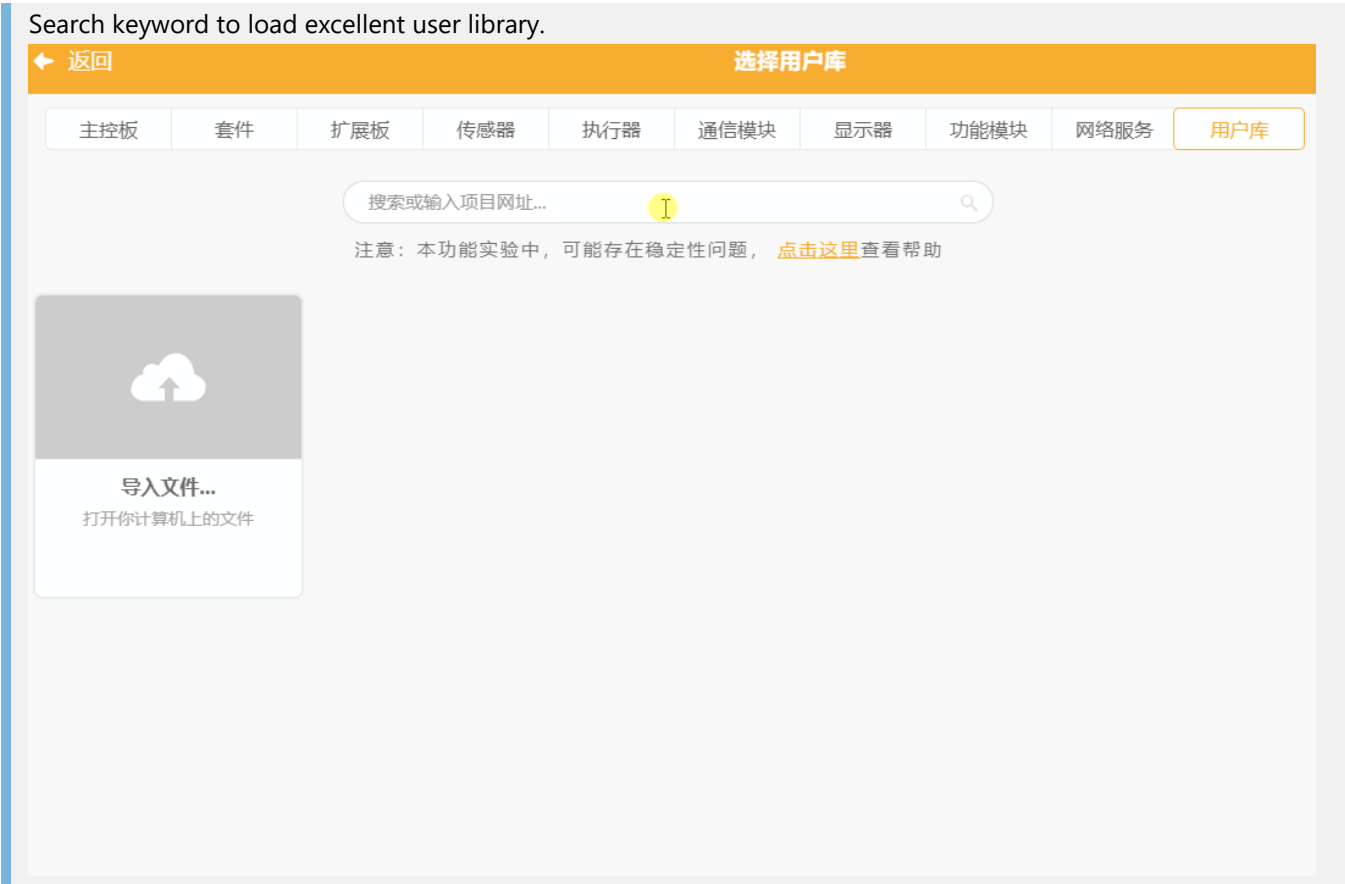 Search keyword to load excellent user library.
返回 选择用户库
主控板 套件 扩展板 传感器 执行器 通信模块 显示器 功能模块 网络服务 用户库
搜索或输入项目网址...
注意：本功能实验中，可能存在稳定性问题， 点击这里查看帮助
导入文件...
打开你计算机上的文件